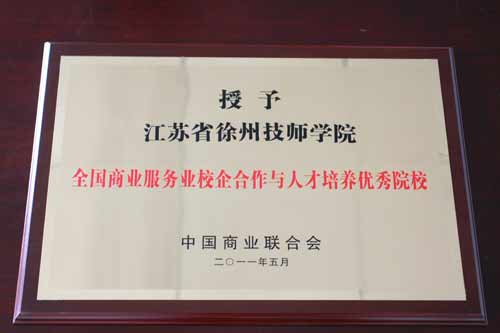 授予
江苏省徐州技师学院
全国商业服务业校企合作与人才培养优秀院校
中国商业联合会
二〇一一年五月